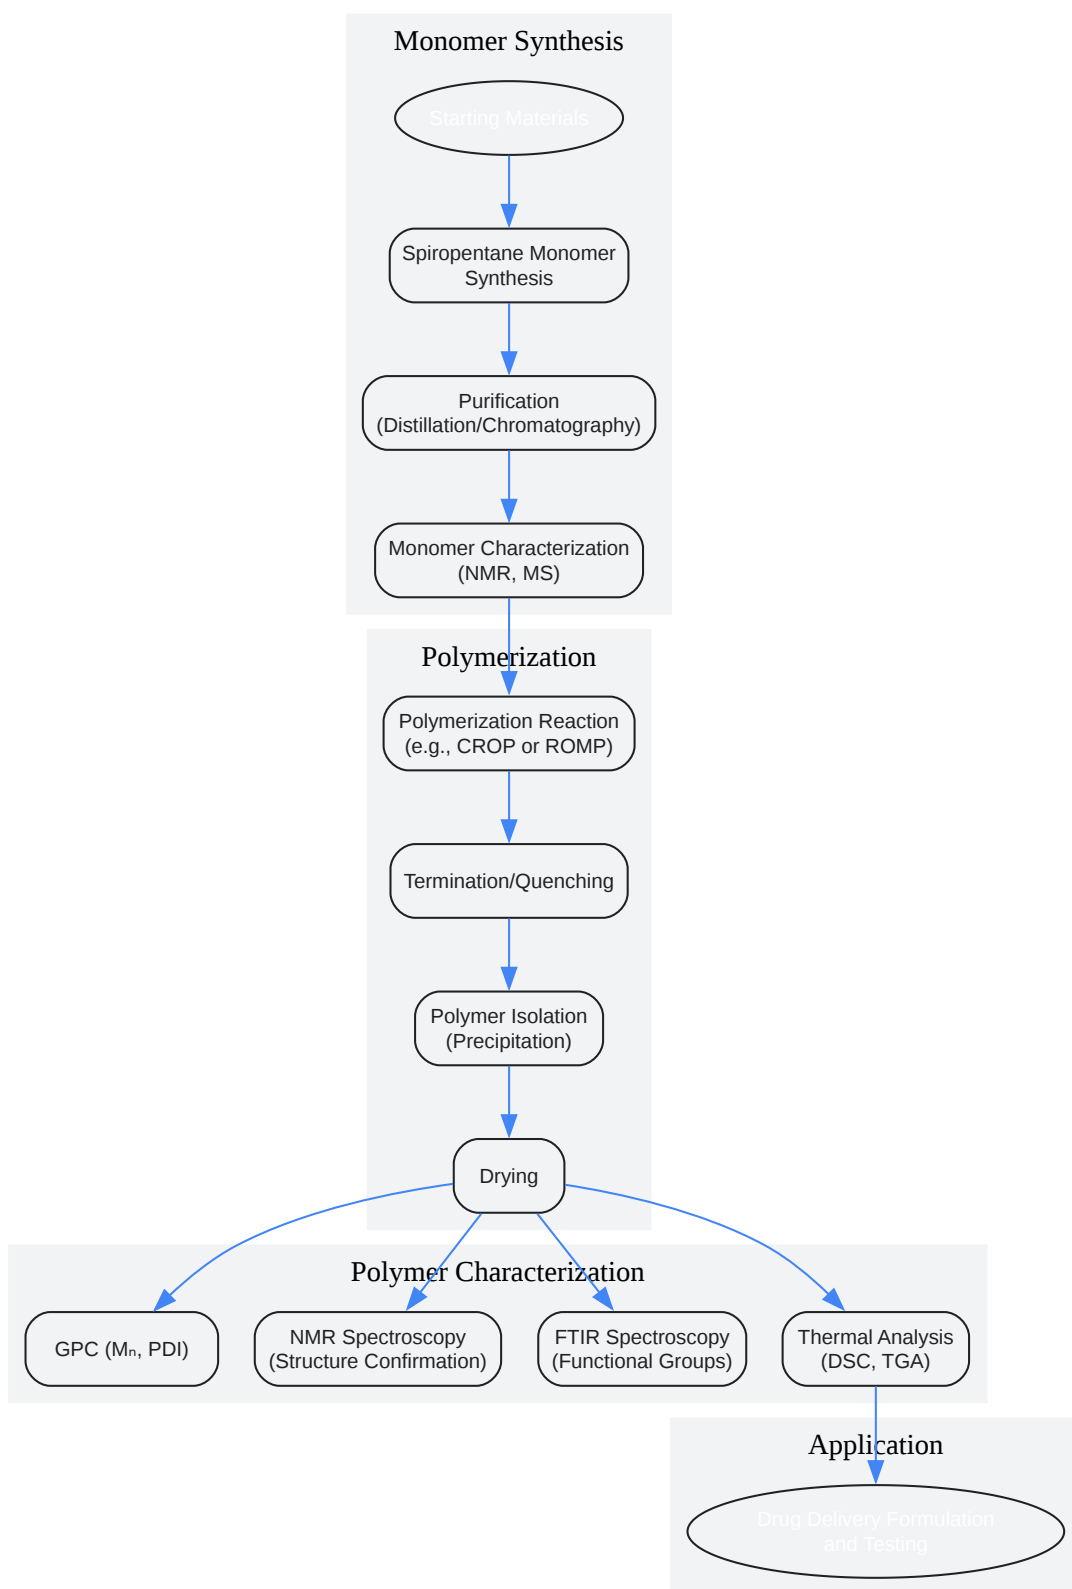 Monomer Synthesis
Starting Materials
Spiropentane Monomer
Synthesis
Purification
(Distillation/Chromatography)
Monomer Characterization
(NMR, MS)
Polymerization
Polymerization Reaction
(e.g., CROP or ROMP)
Termination/Quenching
Polymer Isolation
(Precipitation)
Drying
Polymer Characterization
GPC (Mₙ, PDI)
NMR Spectroscopy
(Structure Confirmation)
FTIR Spectroscopy
(Functional Groups)
Thermal Analysis
(DSC, TGA)
Application
Drug Delivery Formulation
and Testing